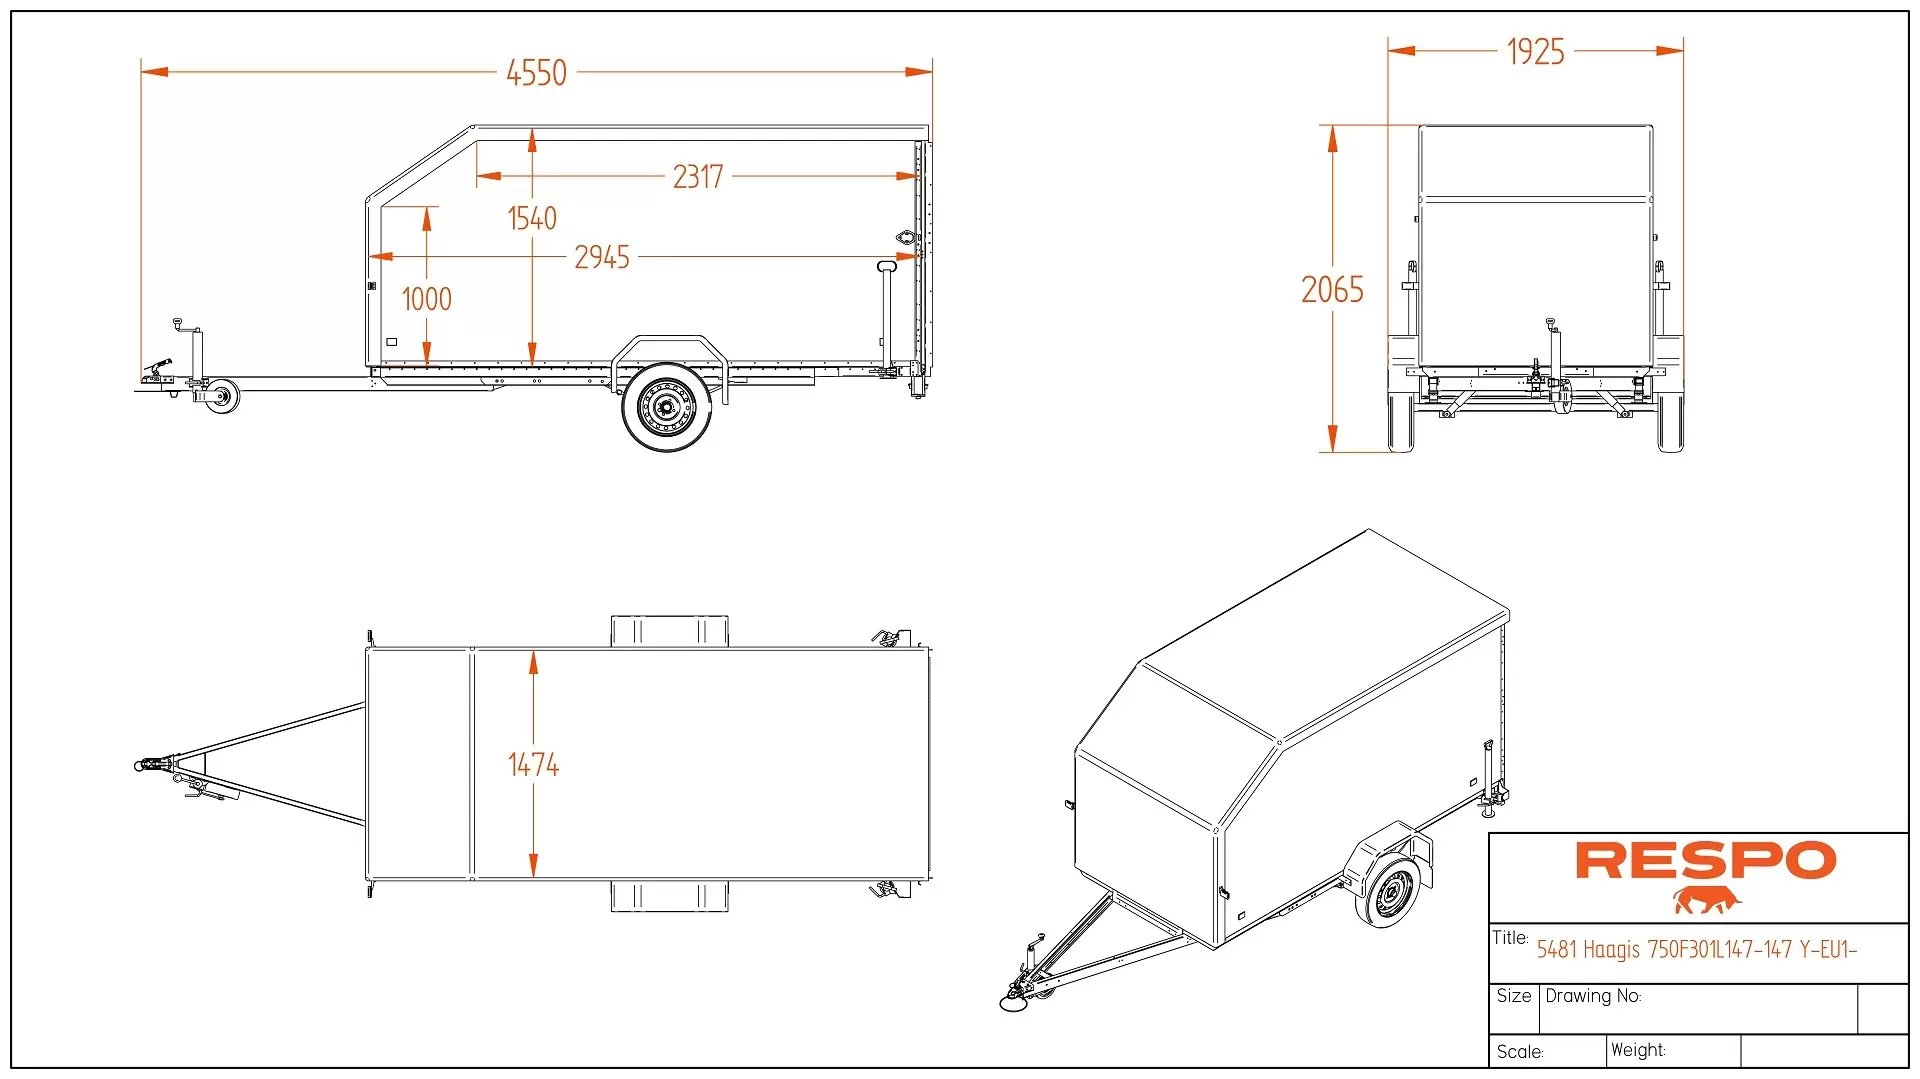 4550
1925
2317
1540
2945
1000
2065
1474
RESPO
Title: 5481 Haagis 750F301L147-147 Y-EU1-
Size Drawing No:
Scale: Weight: